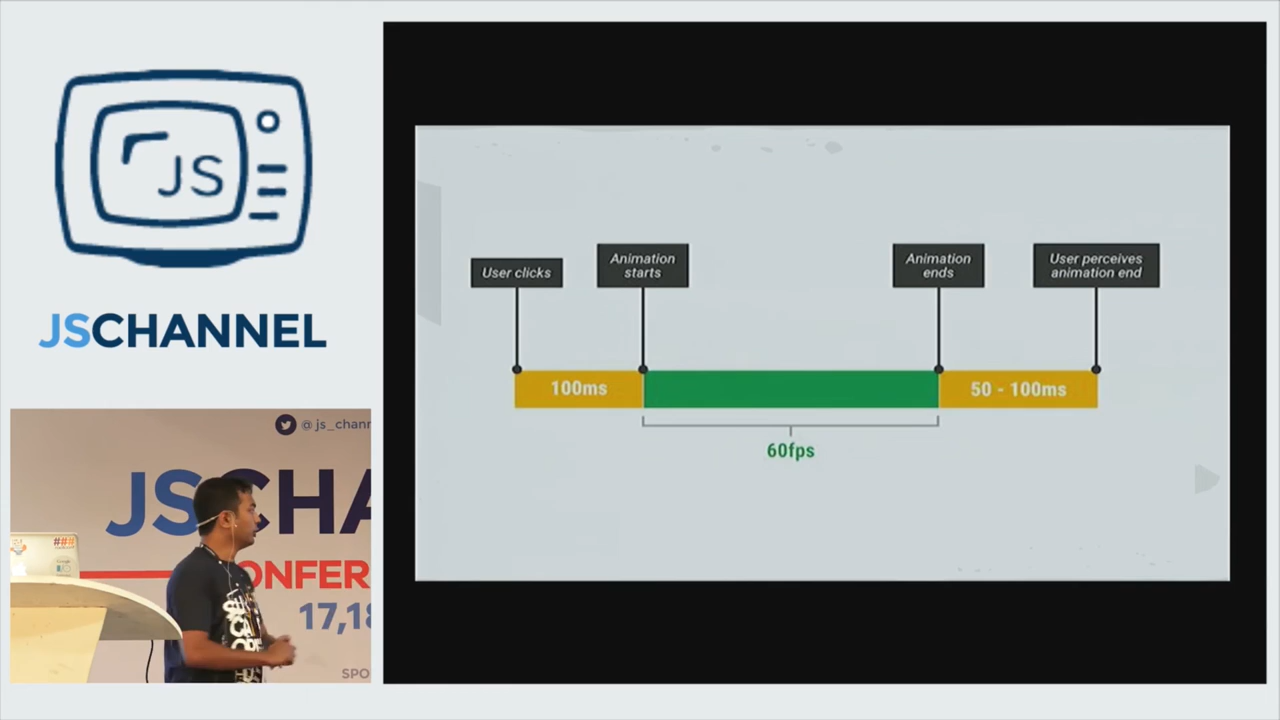 JS
JSCHANNEL
@js_chann
JSCHA
ONFER
17,18
SPO
###
User clicks
Animation
starts
Animation
ends
User perceives
animation end
100ms
50 - 100ms
60fps